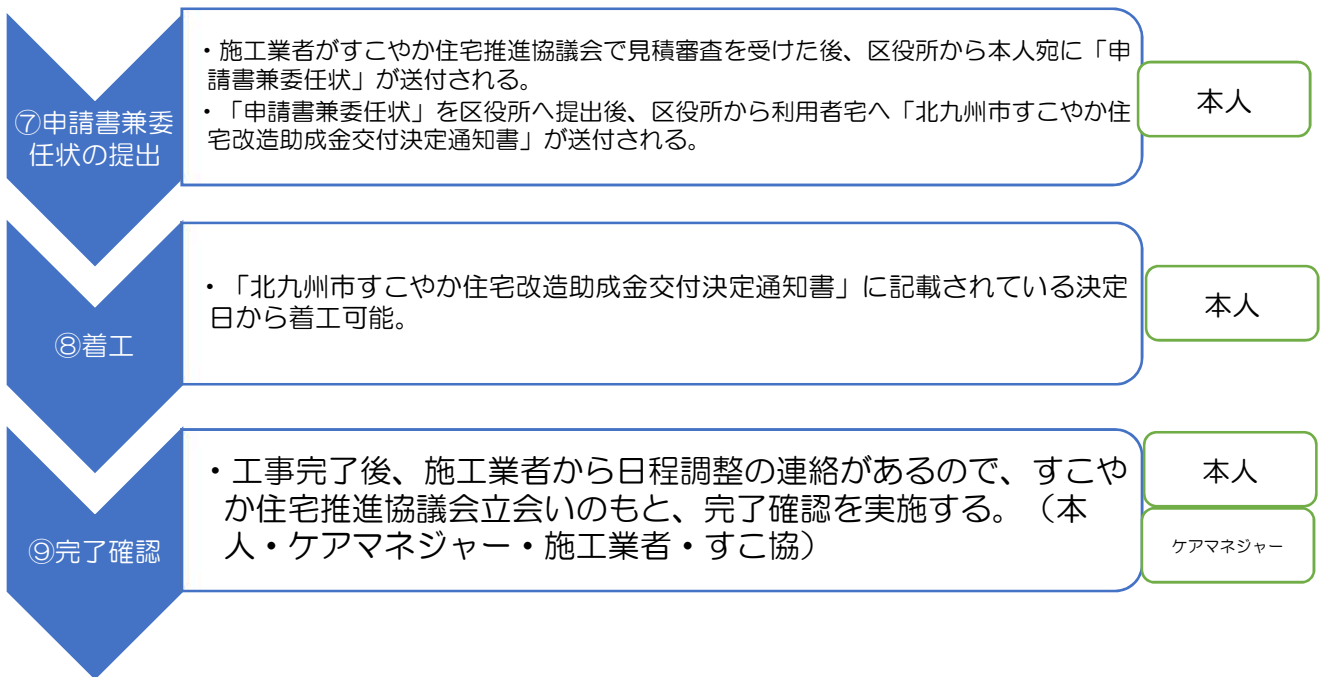 ⑦申請書兼委
任状の提出
・施工業者がすこやか住宅推進協議会で見積審査を受けた後、区役所から本人宛に「申
請書兼委任状」が送付される。
・「申請書兼委任状」を区役所へ提出後、区役所から利用者宅へ「北九州市すこやか住
宅改造助成金交付決定通知書」が送付される。
本人
⑧着工
・「北九州市すこやか住宅改造助成金交付決定通知書」に記載されている決定
日から着工可能。
本人
⑨完了確認
・工事完了後、施工業者から日程調整の連絡があるので、すこや
か住宅推進協議会立会いのもと、完了確認を実施する。（本
人・ケアマネジャー・施工業者・すこ協）
本人
ケアマネジャー